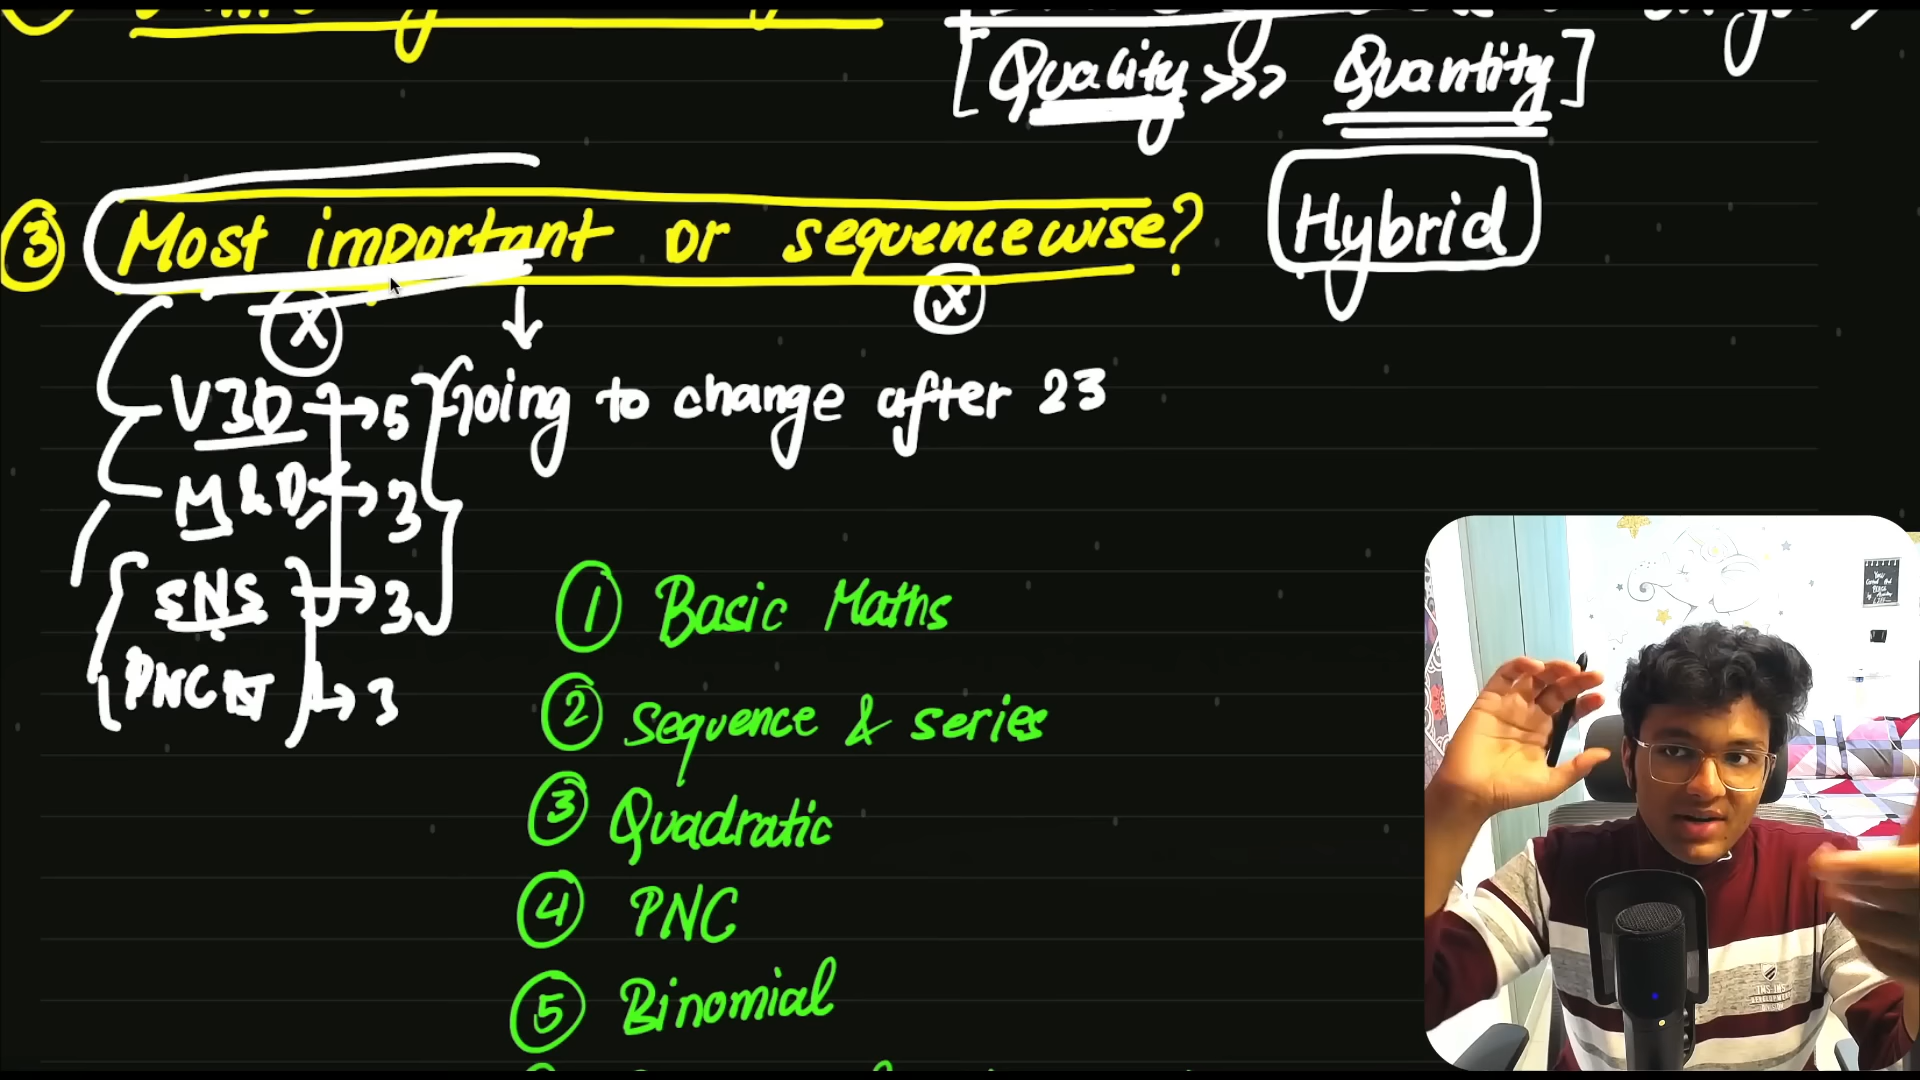 [Quality >>> Quantity]
③ Most important or sequencewise?
Hybrid
X
X
V3D → 5
Going to change after 23
M&D → 3
SNS → 3
PNC → 3
① Basic Maths
② Sequence & series
③ Quadratic
④ PNC
⑤ Binomial